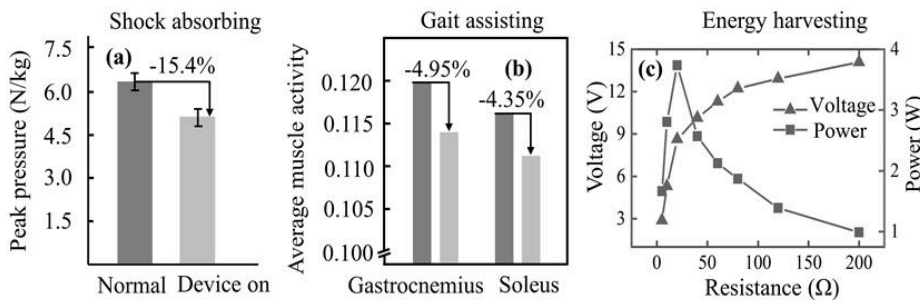 Shock absorbing
Peak pressure (N/kg)
7.5
6.0
4.5
3.0
1.5
(a)
-15.4%
Normal Device on
Gait assisting
Average muscle activity
0.120
0.115
0.110
0.105
0.100
(b)
-4.95%
-4.35%
Gastrocnemius Soleus
Energy harvesting
Voltage (V)
15
12
9
6
3
(c)
Voltage
Power
4
3
2
1
Power (W)
0 50 100 150 200
Resistance (Ω)